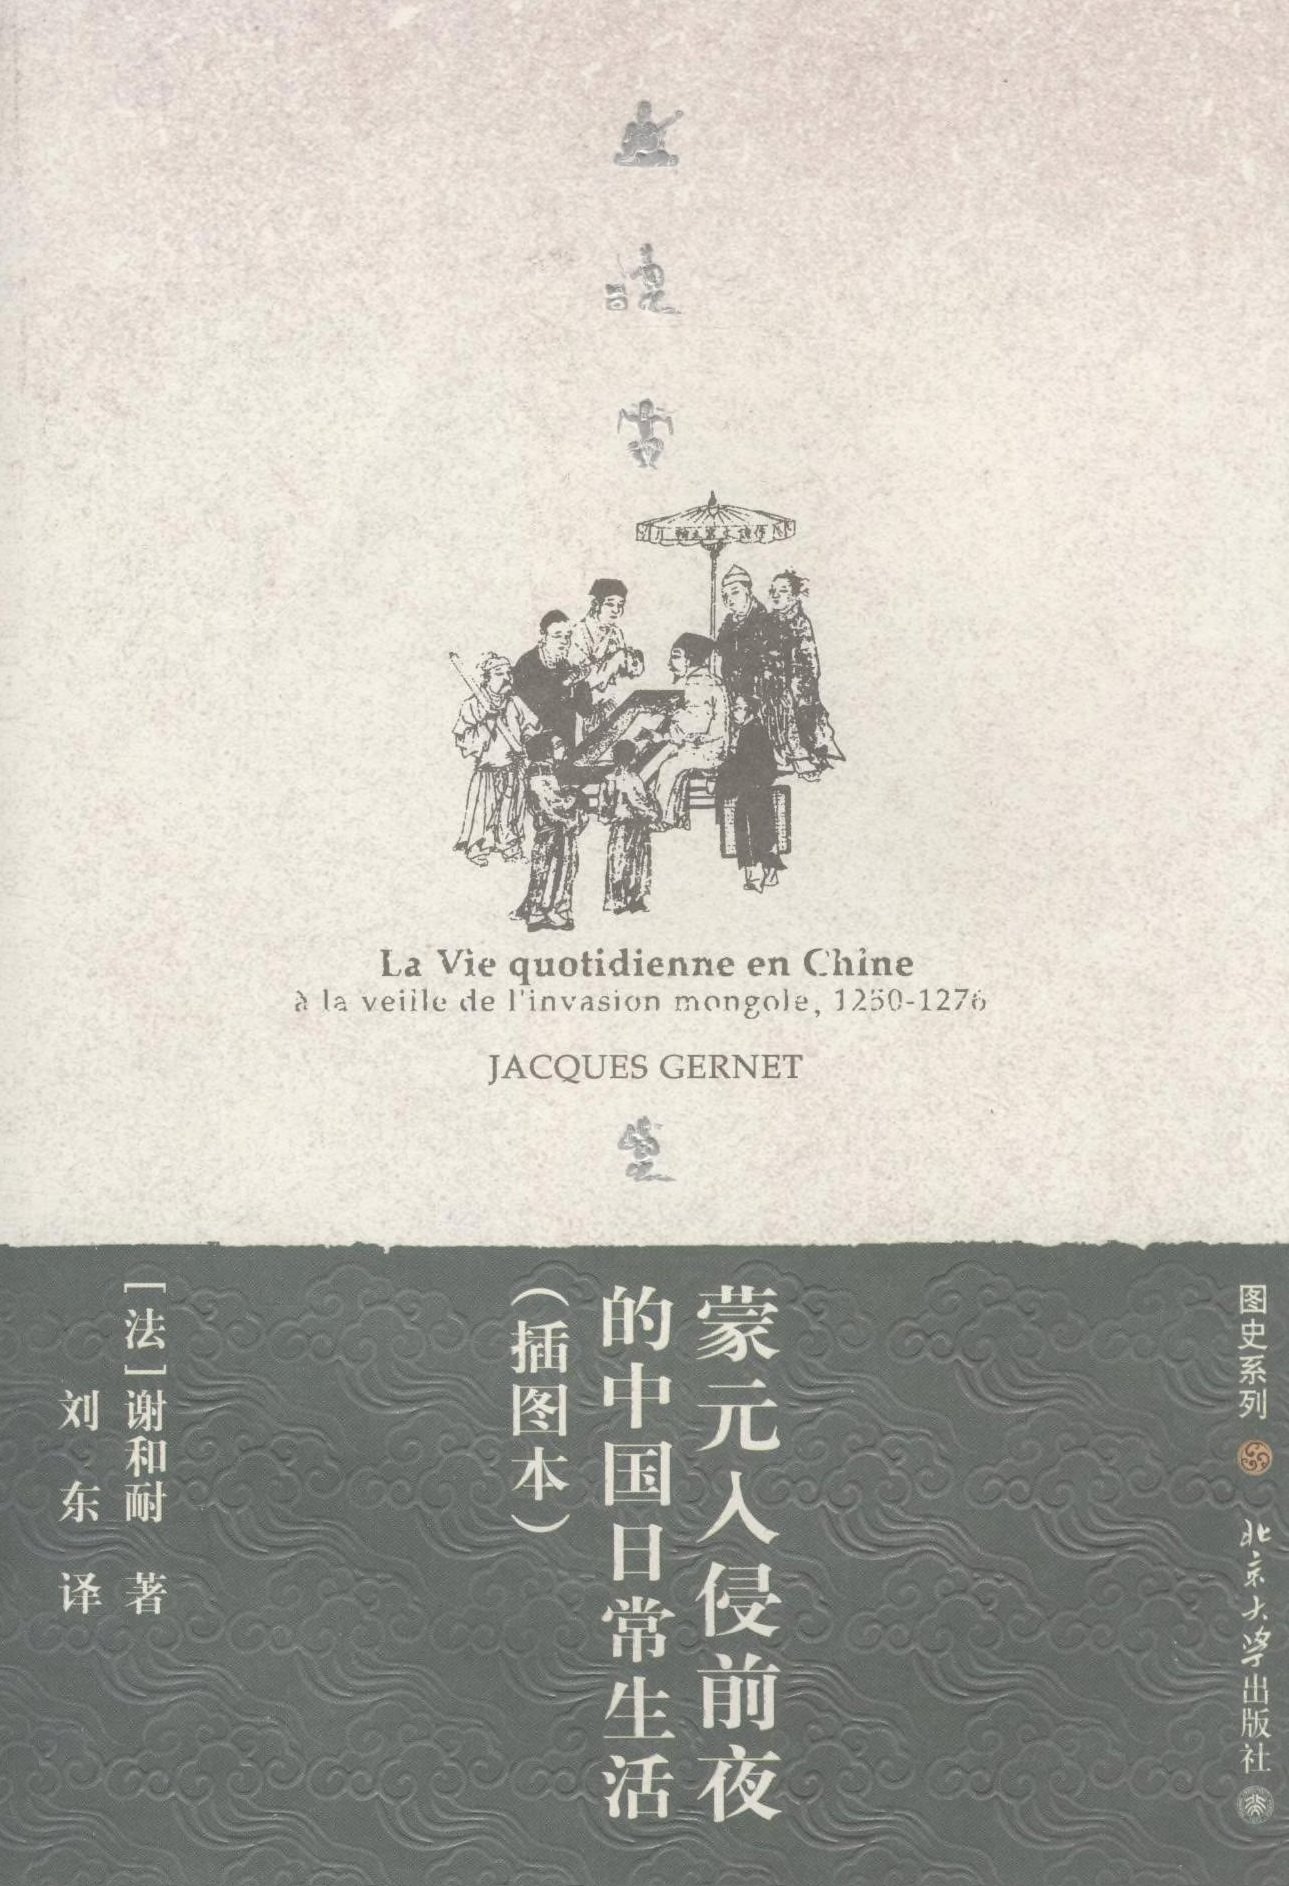 La Vie quotidienne en Chine
à la veille de l'invasion mongole, 1250-1276
JACQUES GERNET
图史系列
北京大学出版社
蒙元入侵前夜
的中国日常生活
（插图本）
［法］谢和耐 著
刘东 译